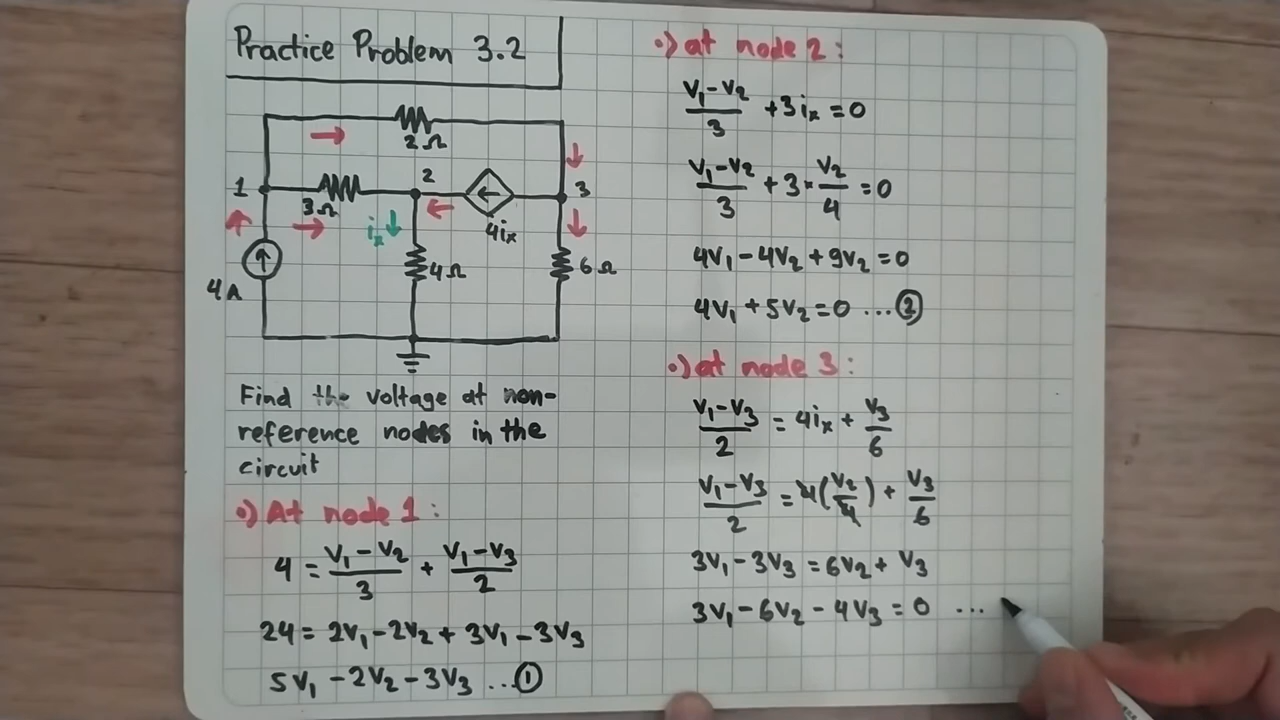 Practice Problem 3.2
2Ω
1
3Ω
2
3
iₓ
4iₓ
4A
4Ω
6Ω
Find the voltage at non-
reference nodes in the
circuit
•) At node 1:
4 = (V₁ - V₂)/3 + (V₁ - V₃)/2
24 = 2V₁ - 2V₂ + 3V₁ - 3V₃
5V₁ - 2V₂ - 3V₃ ... ①
•) at node 2:
(V₁ - V₂)/3 + 3iₓ = 0
(V₁ - V₂)/3 + 3 * V₂/4 = 0
4V₁ - 4V₂ + 9V₂ = 0
4V₁ + 5V₂ = 0 ... ②
•) at node 3:
(V₁ - V₃)/2 = 4iₓ + V₃/6
(V₁ - V₃)/2 = 4(V₂/4) + V₃/6
3V₁ - 3V₃ = 6V₂ + V₃
3V₁ - 6V₂ - 4V₃ = 0 ...